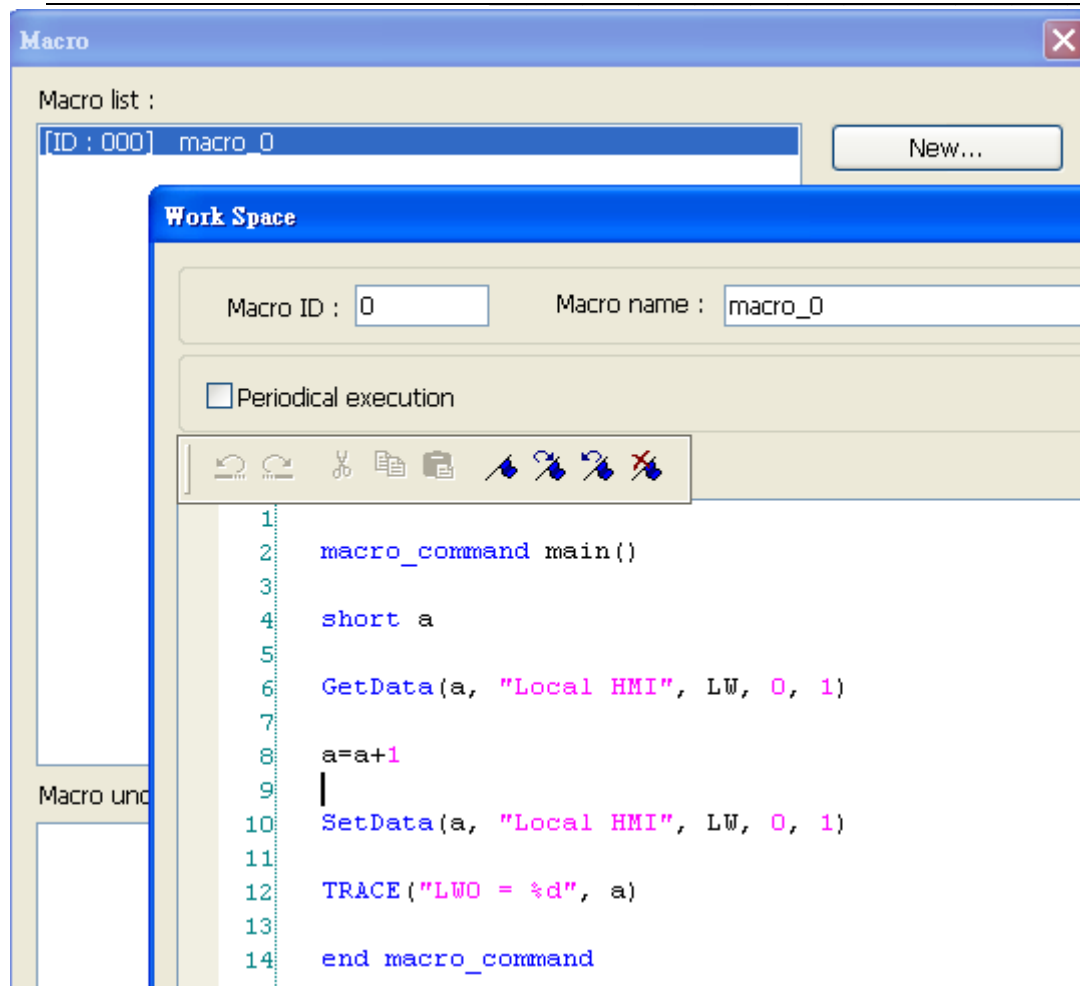 Macro
Macro list :
[ID : 000] macro_0
New...
Work Space
Macro ID : 0 Macro name : macro_0
Periodical execution
1
2 macro_command main()
3
4 short a
5
6 GetData(a, "Local HMI", LW, 0, 1)
7
8 a=a+1
9
Macro und
10 SetData(a, "Local HMI", LW, 0, 1)
11
12 TRACE("LW0 = %d", a)
13
14 end macro_command